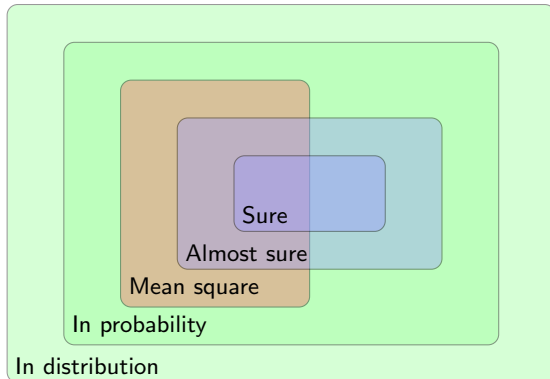 Sure
Almost sure
Mean square
In probability
In distribution